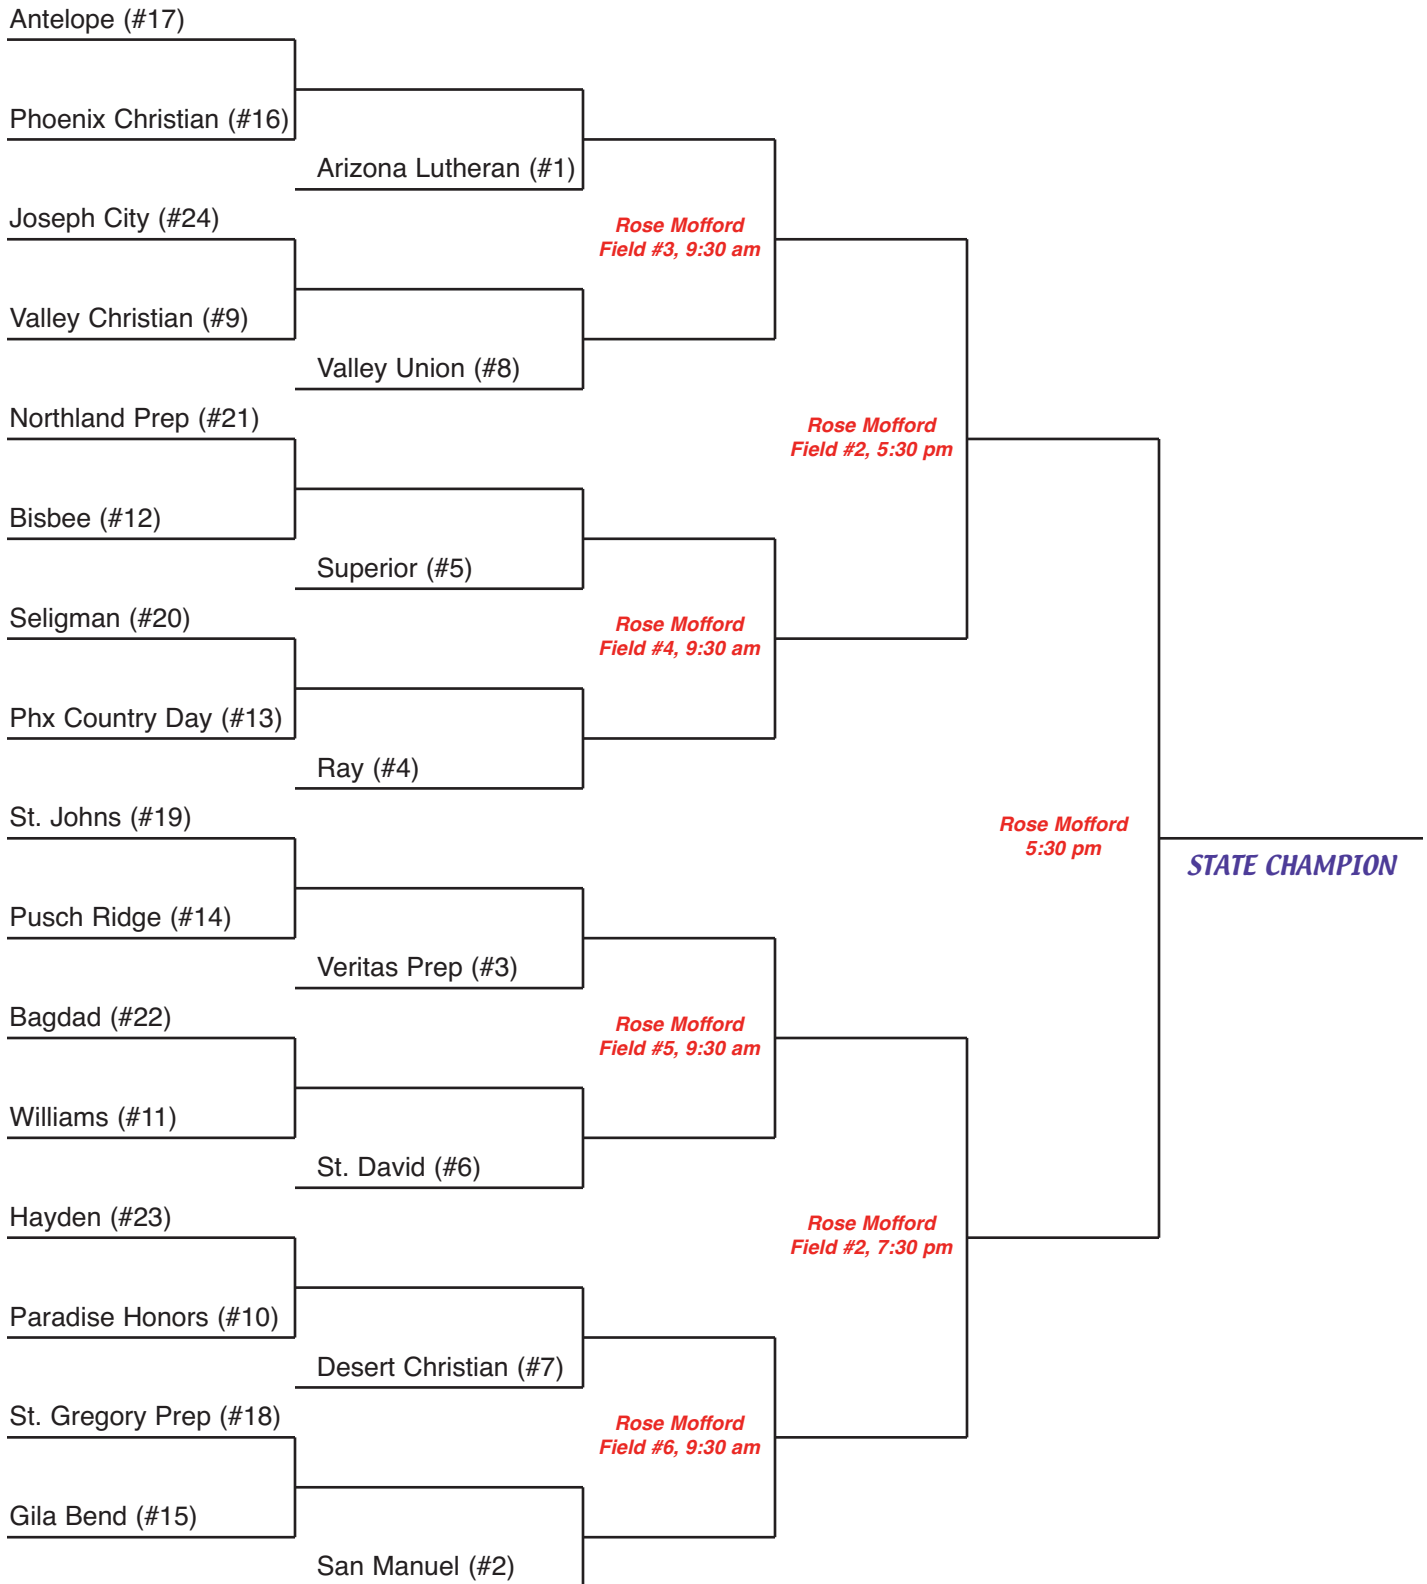 Antelope (#17)
Phoenix Christian (#16)
Arizona Lutheran (#1)
Joseph City (#24)
Valley Christian (#9)
Valley Union (#8)
Northland Prep (#21)
Bisbee (#12)
Superior (#5)
Seligman (#20)
Phx Country Day (#13)
Ray (#4)
St. Johns (#19)
Pusch Ridge (#14)
Veritas Prep (#3)
Bagdad (#22)
Williams (#11)
St. David (#6)
Hayden (#23)
Paradise Honors (#10)
Desert Christian (#7)
St. Gregory Prep (#18)
Gila Bend (#15)
San Manuel (#2)
Rose Mofford
Field #3, 9:30 am
Rose Mofford
Field #4, 9:30 am
Rose Mofford
Field #5, 9:30 am
Rose Mofford
Field #6, 9:30 am
Rose Mofford
Field #2, 5:30 pm
Rose Mofford
Field #2, 7:30 pm
Rose Mofford
5:30 pm
STATE CHAMPION